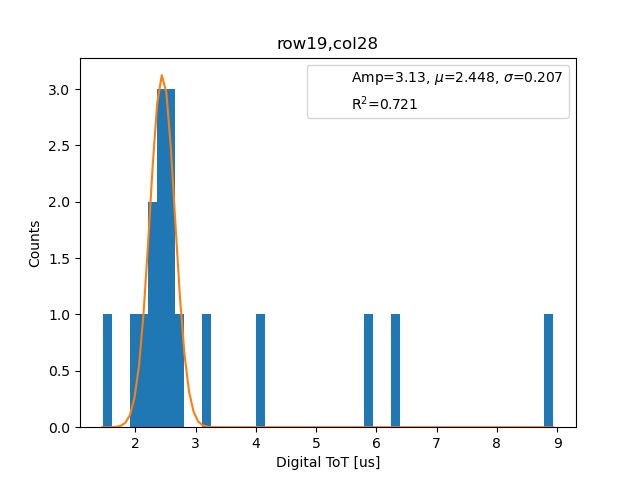 row19,col28
Amp=3.13, μ=2.448, σ=0.207
R²=0.721
3.0
2.5
2.0
1.5
1.0
0.5
0.0
Counts
2 3 4 5 6 7 8 9
Digital ToT [us]